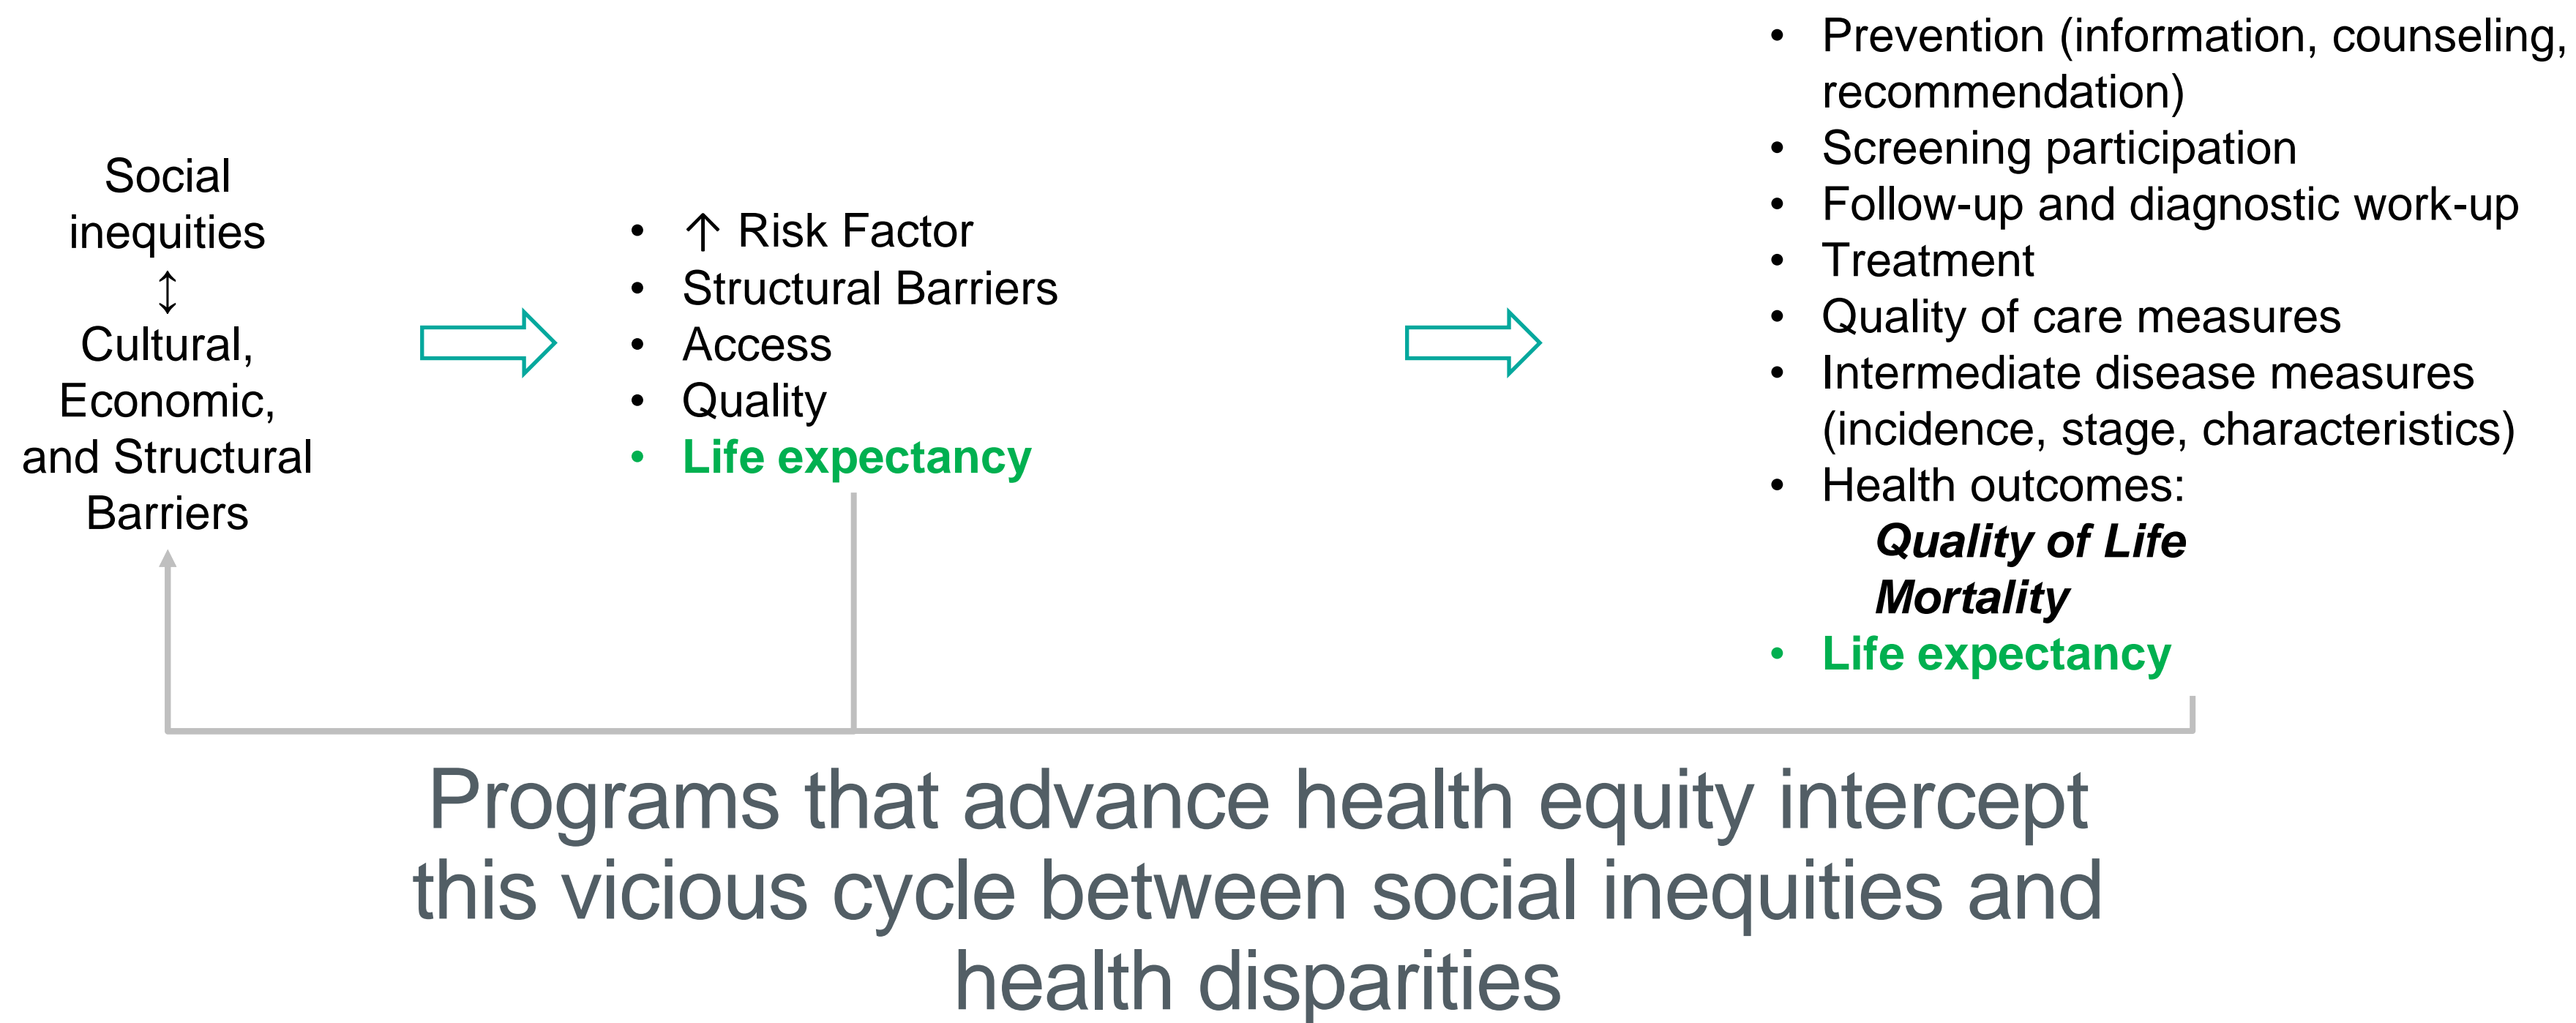 Social
inequities
↕
Cultural,
Economic,
and Structural
Barriers
• ↑ Risk Factor
• Structural Barriers
• Access
• Quality
• Life expectancy
• Prevention (information, counseling,
recommendation)
• Screening participation
• Follow-up and diagnostic work-up
• Treatment
• Quality of care measures
• Intermediate disease measures
(incidence, stage, characteristics)
• Health outcomes:
Quality of Life
Mortality
• Life expectancy
Programs that advance health equity intercept
this vicious cycle between social inequities and
health disparities